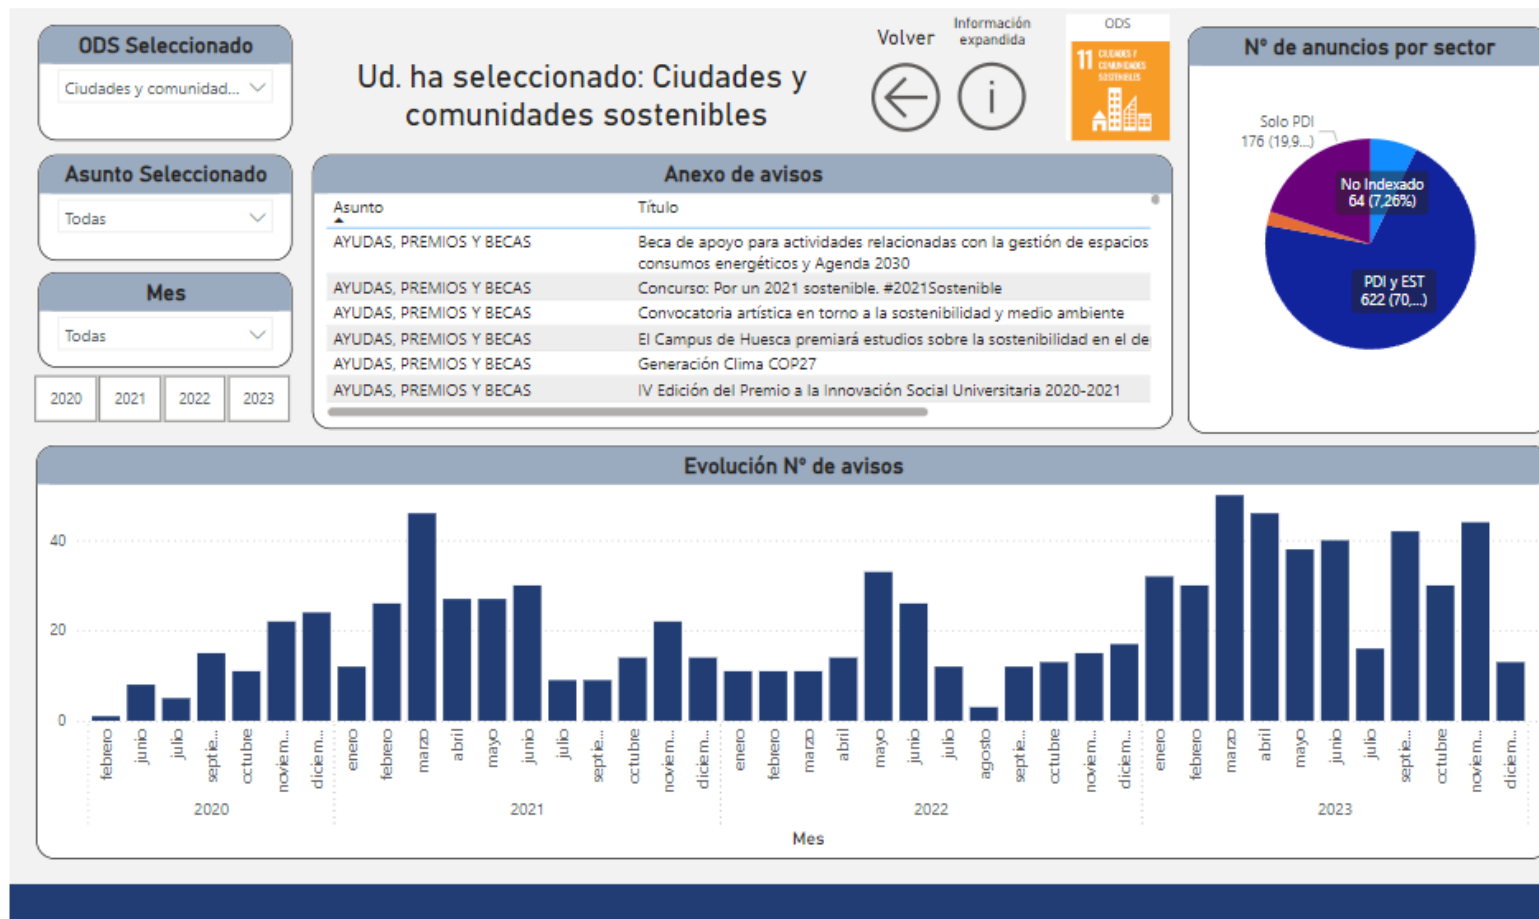 ODS Seleccionado
Ciudades y comunidad...
Ud. ha seleccionado: Ciudades y
comunidades sostenibles
Volver
Información
expandida
ODS
11 CIUDADES Y
COMUNIDADES
SOSTENIBLES
Nº de anuncios por sector
Solo PDI
176 (19,9...)
No Indexado
64 (7,26%)
PDI y EST
622 (70,...)
Asunto Seleccionado
Todas
Mes
Todas
2020 2021 2022 2023
Anexo de avisos
Asunto Título
AYUDAS, PREMIOS Y BECAS Beca de apoyo para actividades relacionadas con la gestión de espacios
consumos energéticos y Agenda 2030
AYUDAS, PREMIOS Y BECAS Concurso: Por un 2021 sostenible. #2021Sostenible
AYUDAS, PREMIOS Y BECAS Convocatoria artística en torno a la sostenibilidad y medio ambiente
AYUDAS, PREMIOS Y BECAS El Campus de Huesca premiará estudios sobre la sostenibilidad en el de
AYUDAS, PREMIOS Y BECAS Generación Clima COP27
AYUDAS, PREMIOS Y BECAS IV Edición del Premio a la Innovación Social Universitaria 2020-2021
Evolución Nº de avisos
40
20
0
febrero junio julio septie... octubre noviem... diciem... enero febrero marzo abril mayo junio julio septie... octubre noviem... diciem... enero febrero marzo abril mayo junio julio agosto septie... octubre noviem... diciem... enero febrero marzo abril mayo junio julio septie... octubre noviem... diciem...
2020 2021 2022 2023
Mes